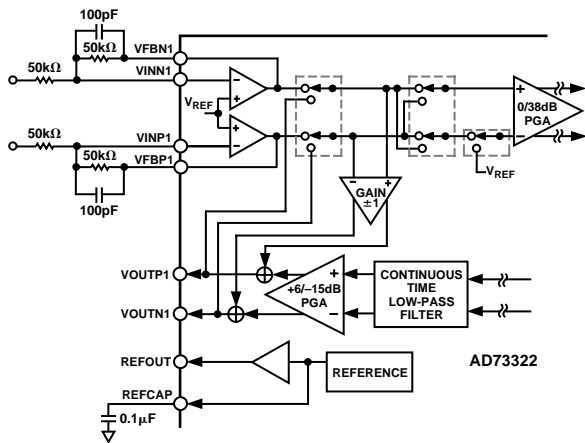 100pF
50kΩ
VFBN1
50kΩ
VINN1
VREF
50kΩ
VINP1
50kΩ
VFBP1
100pF
0/38dB
PGA
VREF
GAIN
±1
VOUTP1
+6/–15dB
PGA
CONTINUOUS
TIME
LOW-PASS
FILTER
VOUTN1
REFOUT
REFERENCE
AD73322
REFCAP
0.1μF